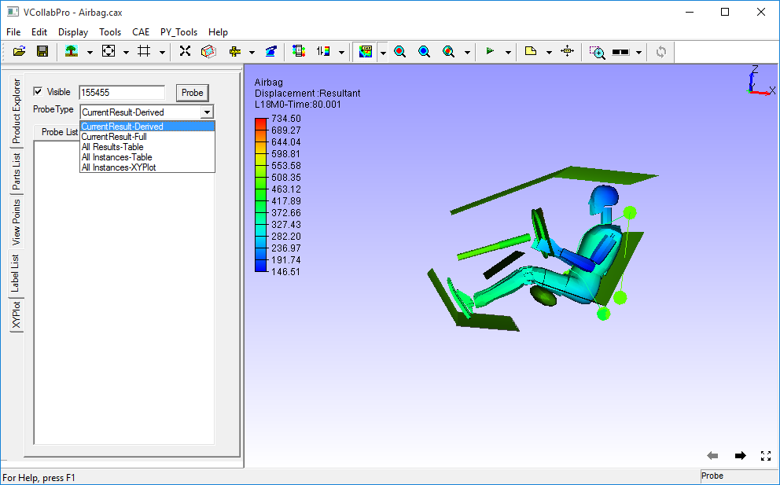 VCollabPro - Airbag.cax
File Edit Display Tools CAE PY_Tools Help
Visible 155455 Probe
ProbeType CurrentResult-Derived
CurrentResult-Derived
CurrentResult-Full
All Results-Table
All Instances-Table
All Instances-XYPlot
Probe List
Product Explorer
Parts List
View Points
Label List
XYPlot
Airbag
Displacement :Resultant
L18M0-Time:80.001
734.50
689.27
644.04
598.81
553.58
508.35
463.12
417.89
372.66
327.43
282.20
236.97
191.74
146.51
Z
X
For Help, press F1
Probe